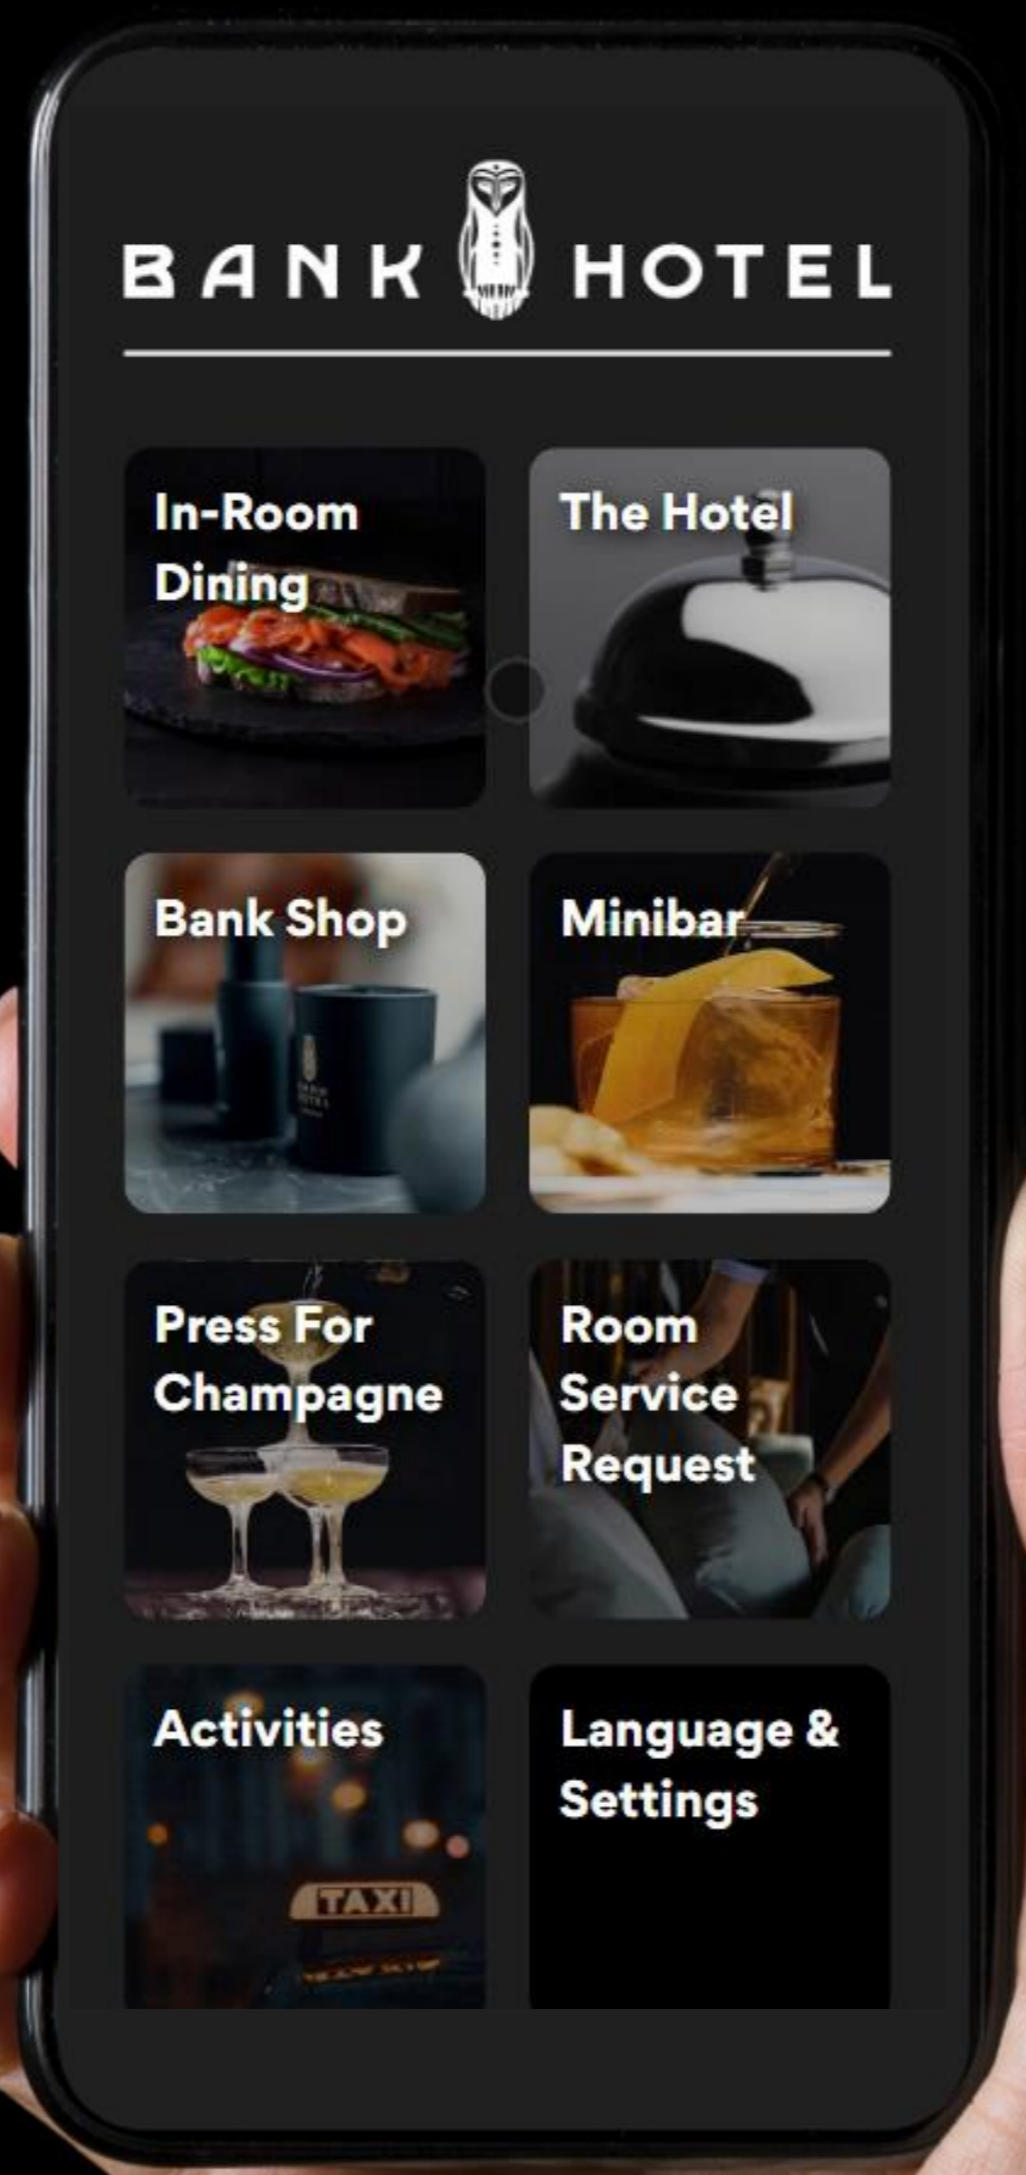 BANK HOTEL
In-Room
Dining
The Hotel
Bank Shop
Minibar
Press For
Champagne
Room
Service
Request
Activities
Language &
Settings
TAXI